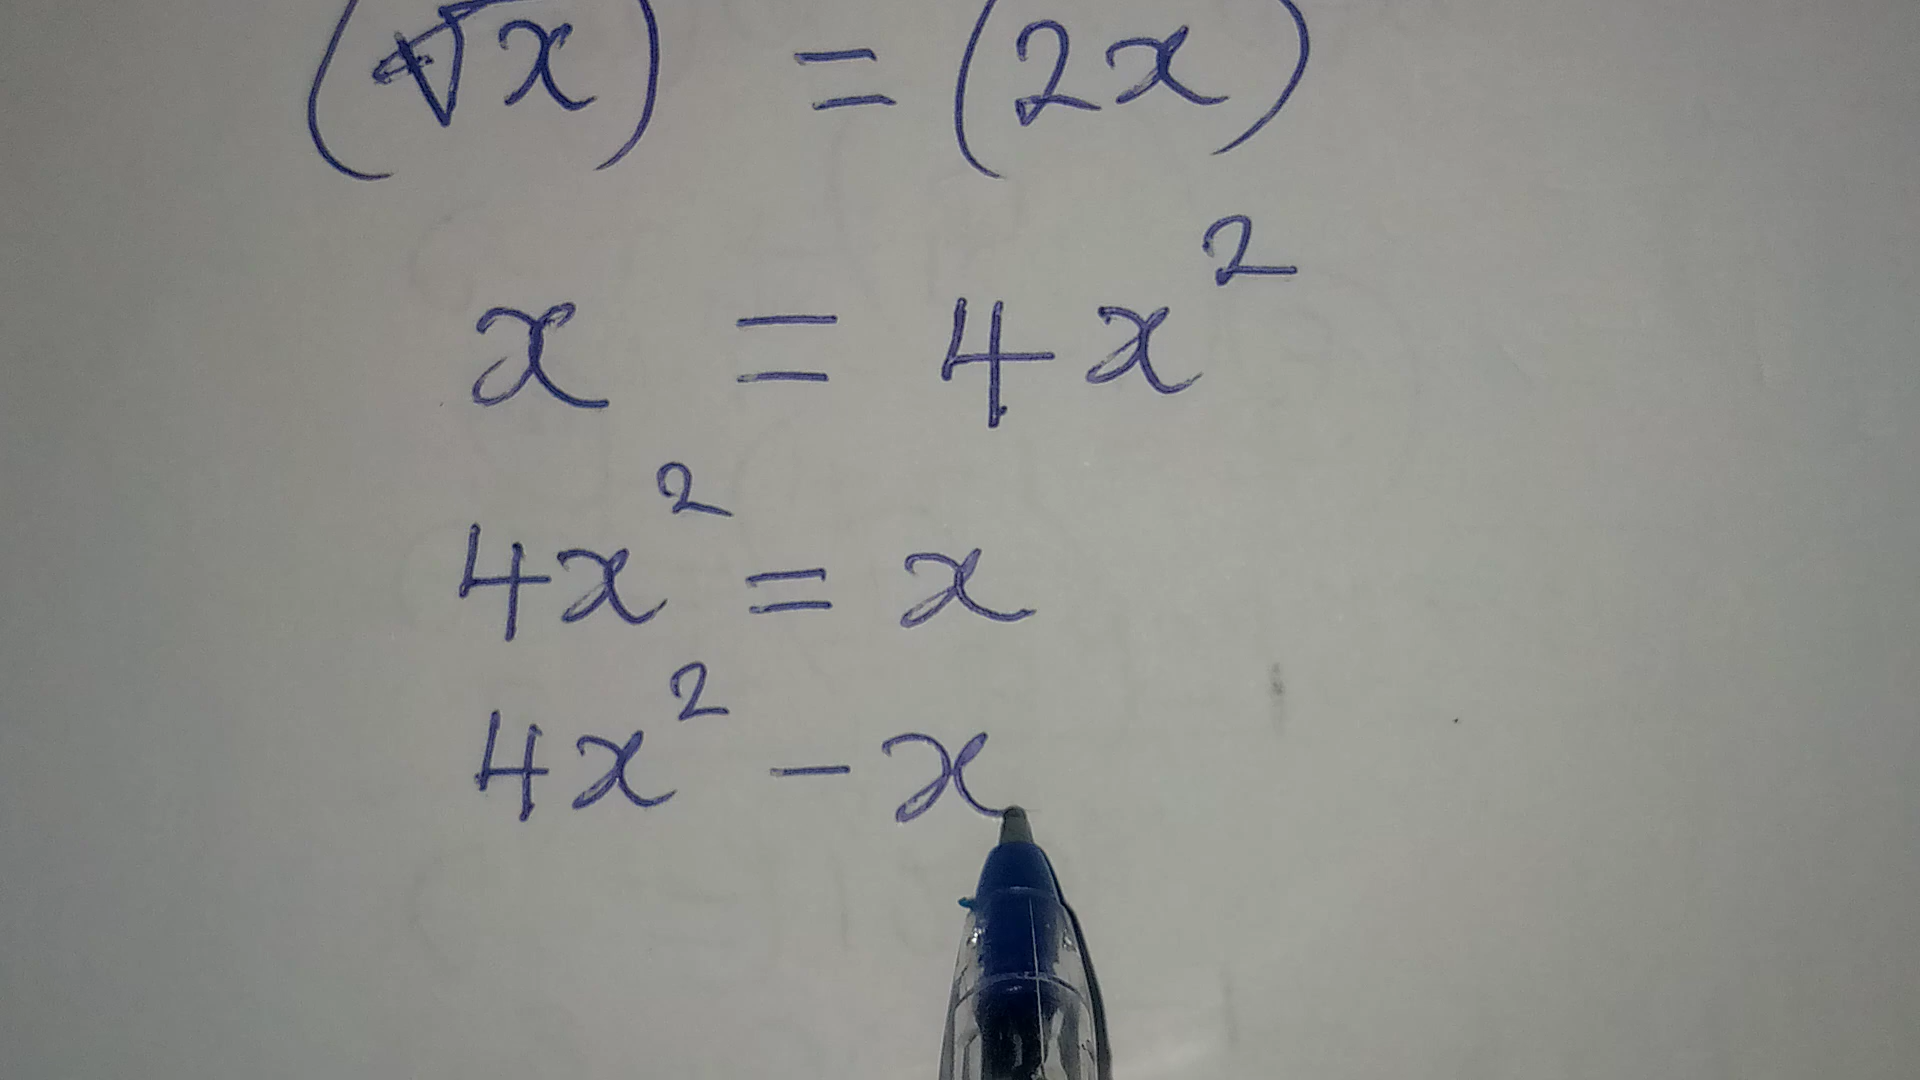 (√x) = (2x)
x = 4x²
4x² = x
4x² - x